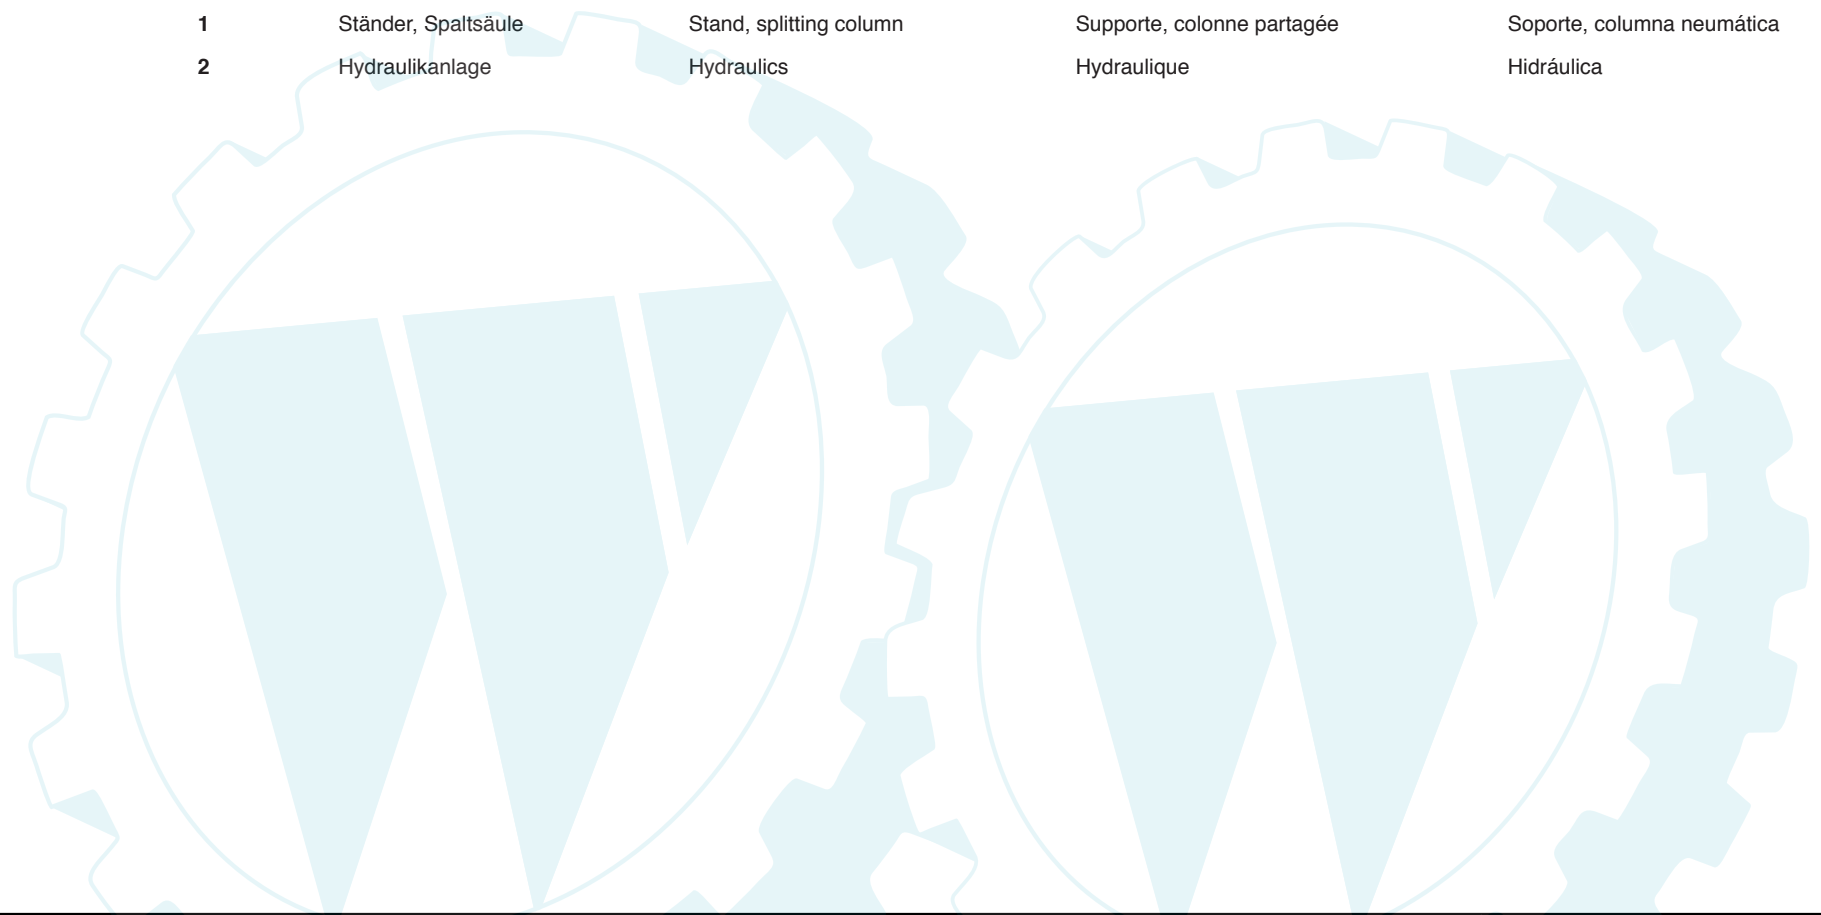 1 Ständer, Spaltsäule Stand, splitting column Supporte, colonne partagée Soporte, columna neumática
2 Hydraulikanlage Hydraulics Hydraulique Hidráulica